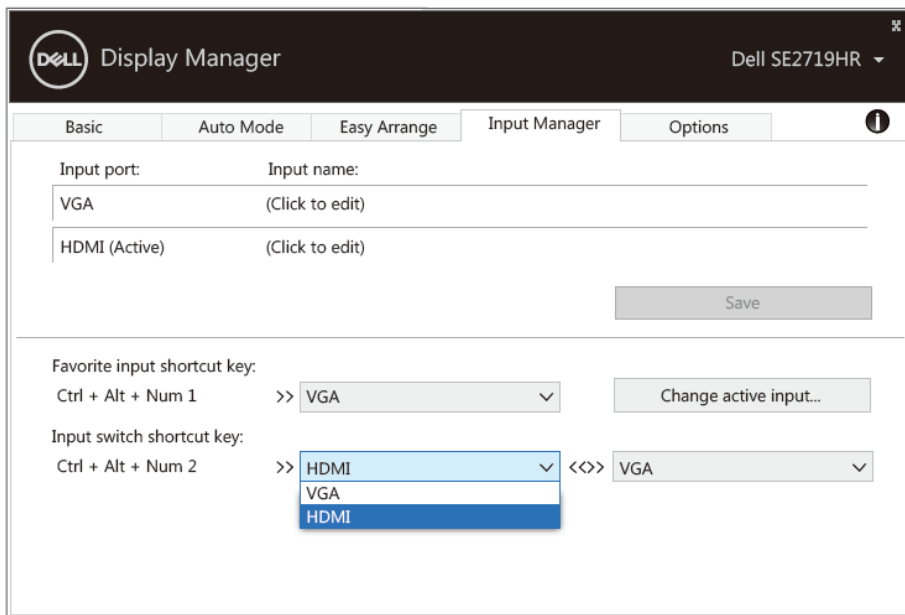 DELL Display Manager
Dell SE2719HR
Basic Auto Mode Easy Arrange Input Manager Options
Input port: Input name:
VGA (Click to edit)
HDMI (Active) (Click to edit)
Save
Favorite input shortcut key:
Ctrl + Alt + Num 1 >> VGA Change active input...
Input switch shortcut key:
Ctrl + Alt + Num 2 >> HDMI <<>> VGA
VGA
HDMI